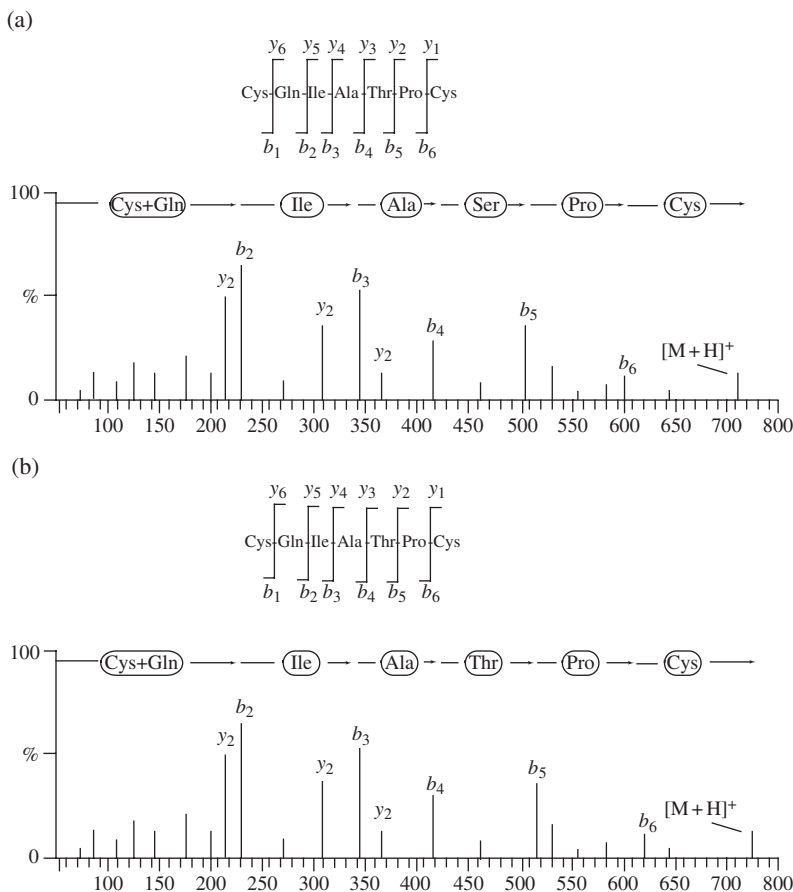 (a)
y6 y5 y4 y3 y2 y1
Cys-Gln-Ile-Ala-Thr-Pro-Cys
b1 b2 b3 b4 b5 b6
100
Cys+Gln Ile Ala Ser Pro Cys
%
y2 b2 y2 b3 y2 b4 b5 b6 [M+H]+
0
100 150 200 250 300 350 400 450 500 550 600 650 700 750 800
(b)
y6 y5 y4 y3 y2 y1
Cys-Gln-Ile-Ala-Thr-Pro-Cys
b1 b2 b3 b4 b5 b6
100
Cys+Gln Ile Ala Thr Pro Cys
%
y2 b2 y2 b3 y2 b4 b5 b6 [M+H]+
0
100 150 200 250 300 350 400 450 500 550 600 650 700 750 800